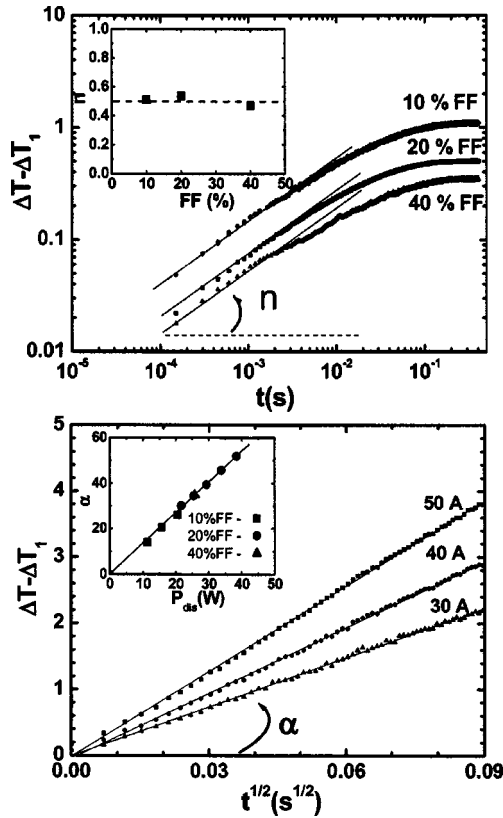 10
1
0.1
0.01
ΔT-ΔT₁
1.0
0.8
0.6
0.4
0.2
0.0
n
0 10 20 30 40 50
FF (%)
10 % FF
20 % FF
40 % FF
n
10⁻⁵ 10⁻⁴ 10⁻³ 10⁻² 10⁻¹
t(s)
5
4
3
2
1
0
ΔT-ΔT₁
60
40
20
0
α
10%FF - ■
20%FF - ●
40%FF - ▲
0 10 20 30 40 50
P_dis(W)
50 A
40 A
30 A
α
0.00 0.03 0.06 0.09
t^1/2(s^1/2)